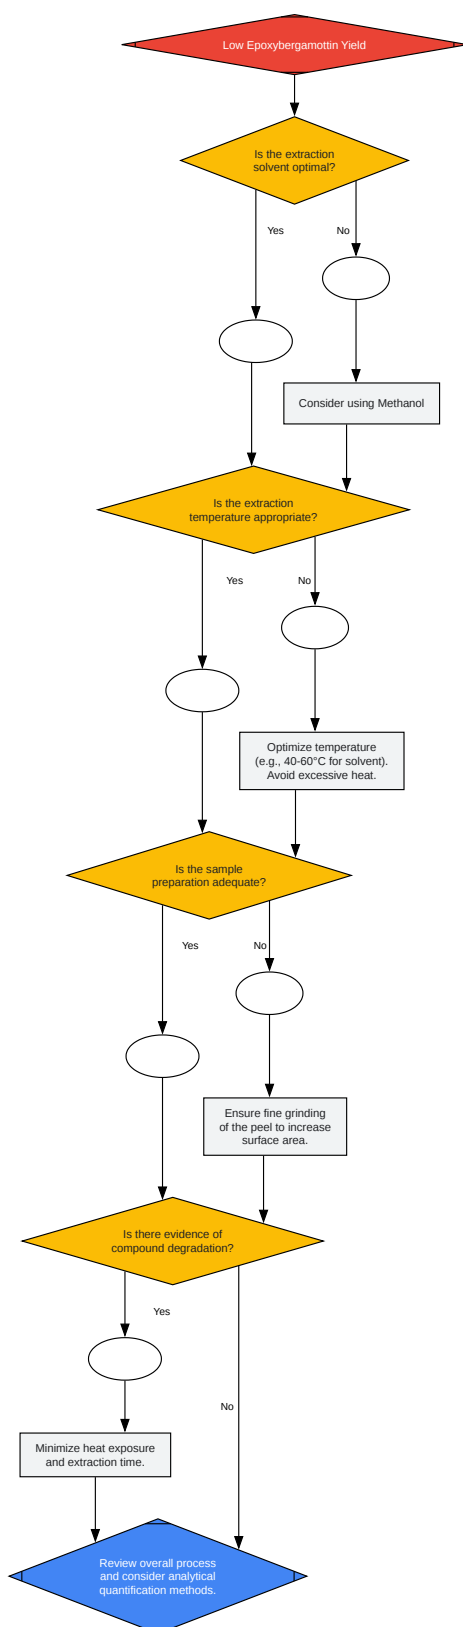 Low Epoxybergamottin Yield
Is the extraction
solvent optimal?
Yes
No
Consider using Methanol
Is the extraction
temperature appropriate?
Yes
No
Optimize temperature
(e.g., 40-60°C for solvent).
Avoid excessive heat.
Is the sample
preparation adequate?
Yes
No
Ensure fine grinding
of the peel to increase
surface area.
Is there evidence of
compound degradation?
Yes
No
Minimize heat exposure
and extraction time.
Review overall process
and consider analytical
quantification methods.